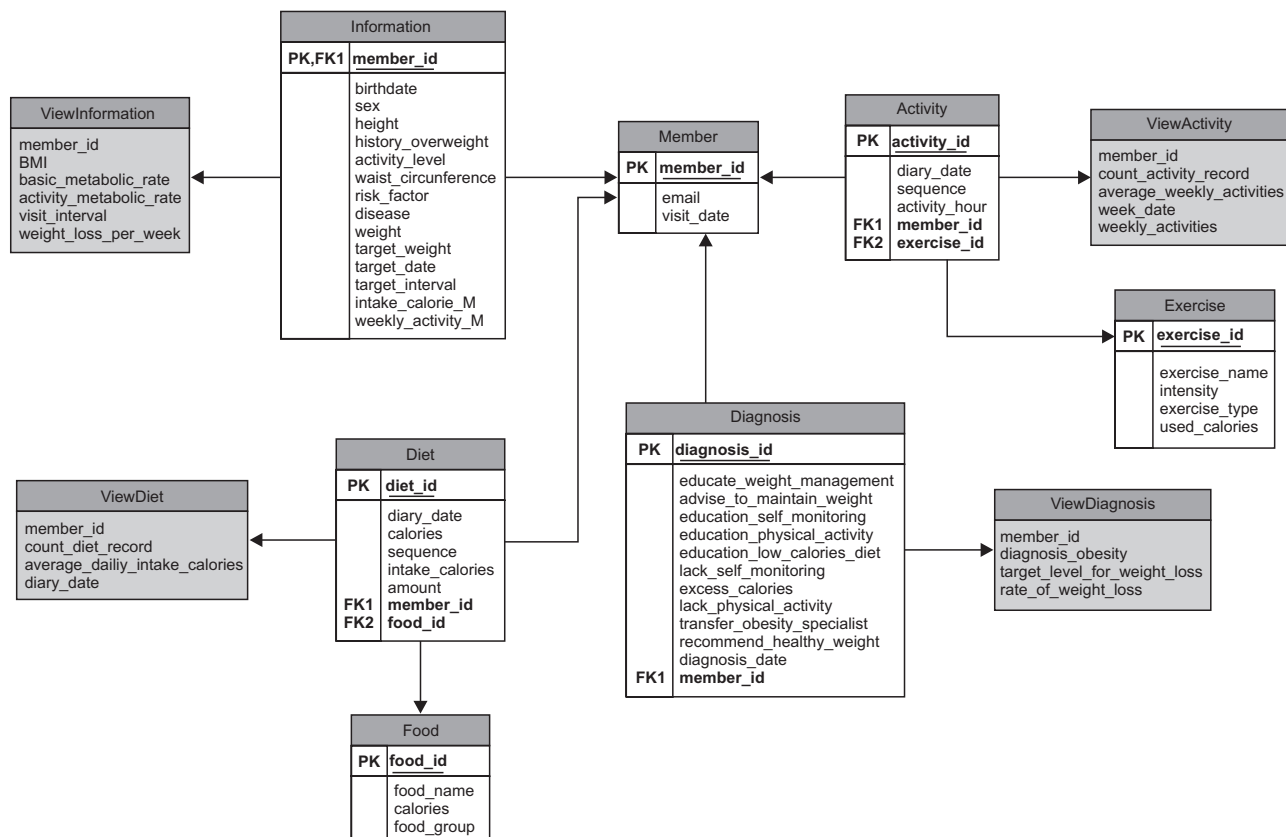 Information
PK,FK1 member_id
birthdate
sex
height
history_overweight
activity_level
waist_circunference
risk_factor
disease
weight
target_weight
target_date
target_interval
intake_calorie_M
weekly_activity_M
ViewInformation
member_id
BMI
basic_metabolic_rate
activity_metabolic_rate
visit_interval
weight_loss_per_week
Member
PK member_id
email
visit_date
Activity
PK activity_id
diary_date
sequence
activity_hour
FK1 member_id
FK2 exercise_id
ViewActivity
member_id
count_activity_record
average_weekly_activities
week_date
weekly_activities
Exercise
PK exercise_id
exercise_name
intensity
exercise_type
used_calories
Diagnosis
PK diagnosis_id
educate_weight_management
advise_to_maintain_weight
education_self_monitoring
education_physical_activity
education_low_calories_diet
lack_self_monitoring
excess_calories
lack_physical_activity
transfer_obesity_specialist
recommend_healthy_weight
diagnosis_date
FK1 member_id
ViewDiagnosis
member_id
diagnosis_obesity
target_level_for_weight_loss
rate_of_weight_loss
Diet
PK diet_id
diary_date
calories
sequence
intake_calories
amount
FK1 member_id
FK2 food_id
ViewDiet
member_id
count_diet_record
average_dailiy_intake_calories
diary_date
Food
PK food_id
food_name
calories
food_group